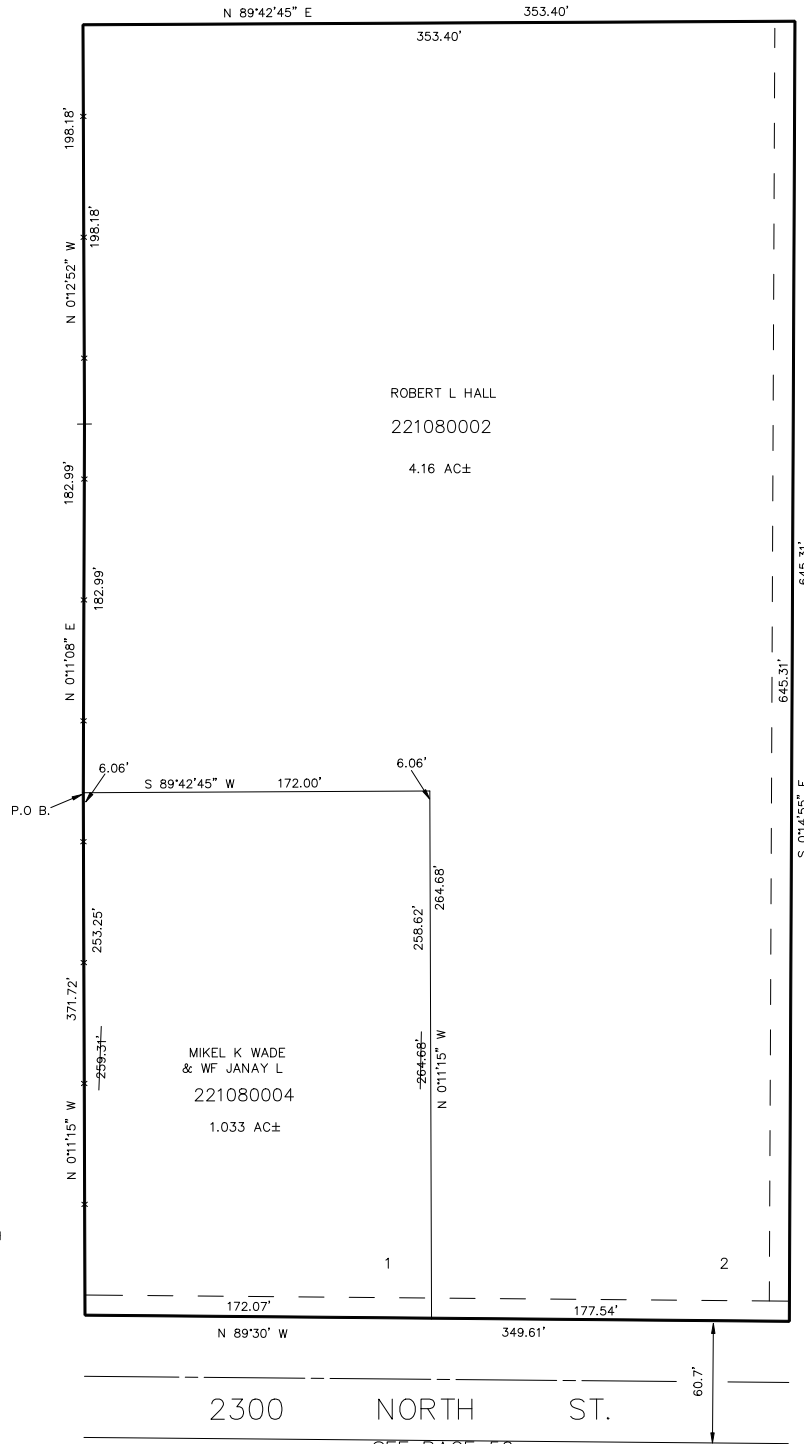 N 89°42'45" E
353.40'
353.40'
198.18'
198.18'
N 0°12'52" W
ROBERT L HALL
221080002
4.16 AC±
182.99'
182.99'
N 0°11'08" E
645.31'
645.31'
S 0°14'55" E
6.06'
6.06'
S 89°42'45" W
172.00'
P.O B.
264.68'
258.62'
253.25'
371.72'
259.31'
264.68'
N 0°11'15" W
N 0°11'15" W
MIKEL K WADE
& WF JANAY L
221080004
1.033 AC±
1
2
172.07'
177.54'
N 89°30' W
349.61'
60.7'
2300 NORTH ST.